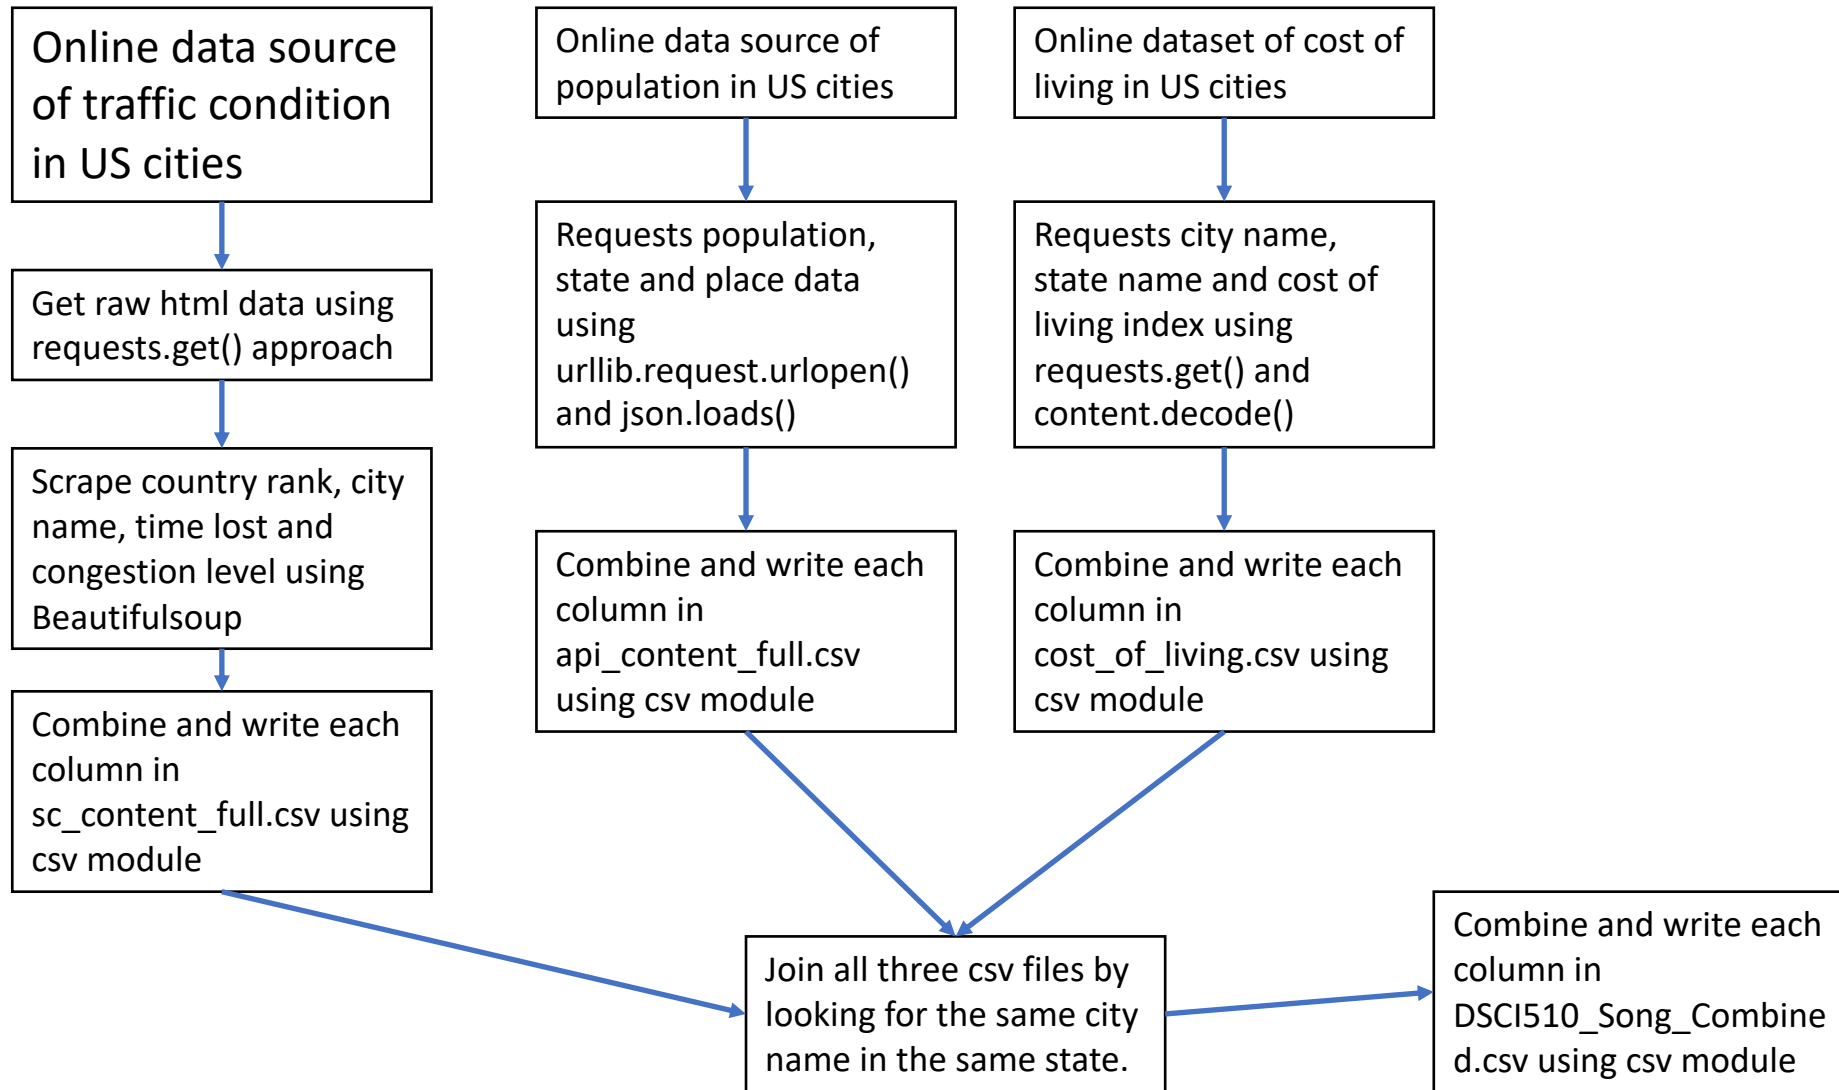 Online data source
of traffic condition
in US cities
Get raw html data using
requests.get() approach
Scrape country rank, city
name, time lost and
congestion level using
Beautifulsoup
Combine and write each
column in
sc_content_full.csv using
csv module
Online data source of
population in US cities
Requests population,
state and place data
using
urllib.request.urlopen()
and json.loads()
Combine and write each
column in
api_content_full.csv
using csv module
Online dataset of cost of
living in US cities
Requests city name,
state name and cost of
living index using
requests.get() and
content.decode()
Combine and write each
column in
cost_of_living.csv using
csv module
Join all three csv files by
looking for the same city
name in the same state.
Combine and write each
column in
DSCI510_Song_Combine
d.csv using csv module